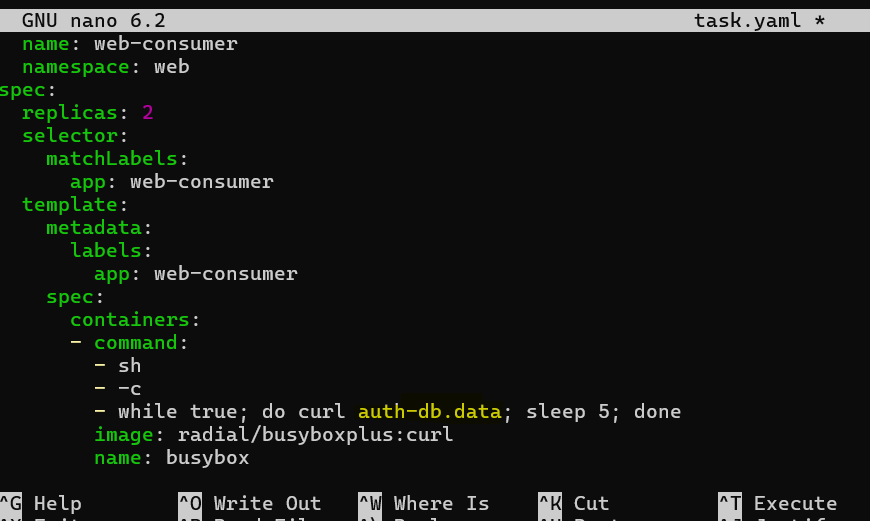 GNU nano 6.2 task.yaml *
name: web-consumer
namespace: web
spec:
replicas: 2
selector:
matchLabels:
app: web-consumer
template:
metadata:
labels:
app: web-consumer
spec:
containers:
- command:
- sh
- -c
- while true; do curl auth-db.data; sleep 5; done
image: radial/busyboxplus:curl
name: busybox
^G Help ^O Write Out ^W Where Is ^K Cut ^T Execute